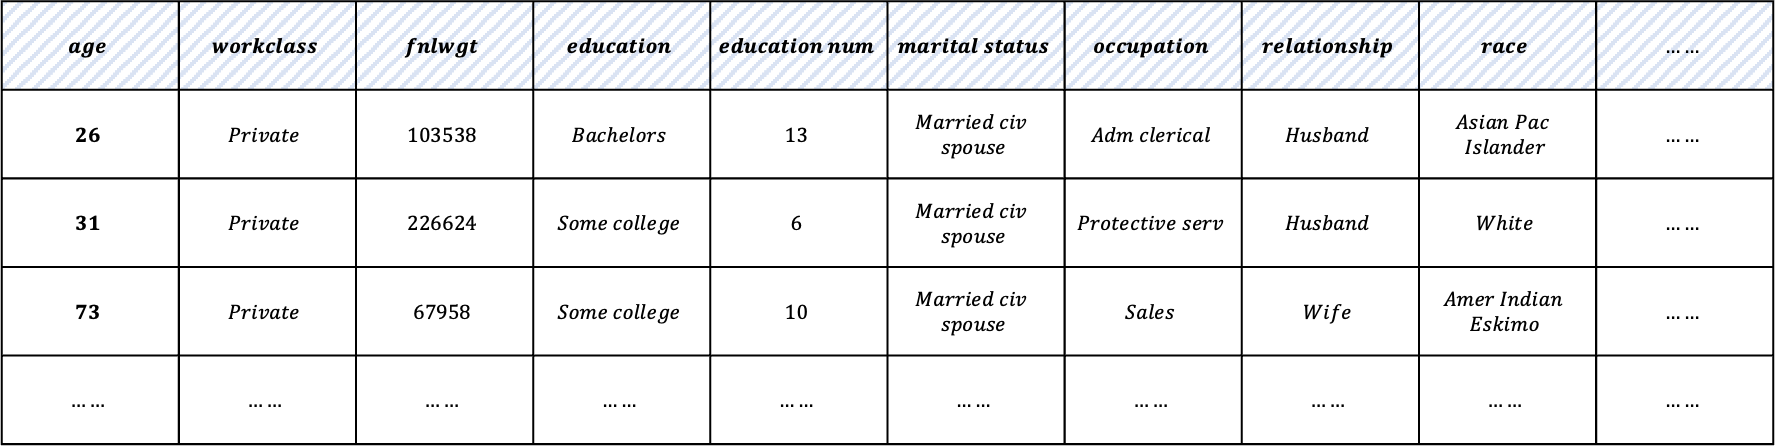 age workclass fnlwgt education education num marital status occupation relationship race ... ...
26 Private 103538 Bachelors 13 Married civ spouse Adm clerical Husband Asian Pac Islander ... ...
31 Private 226624 Some college 6 Married civ spouse Protective serv Husband White ... ...
73 Private 67958 Some college 10 Married civ spouse Sales Wife Amer Indian Eskimo ... ...
... ... ... ... ... ... ... ... ... ... ... ... ... ... ... ... ... ... ... ...